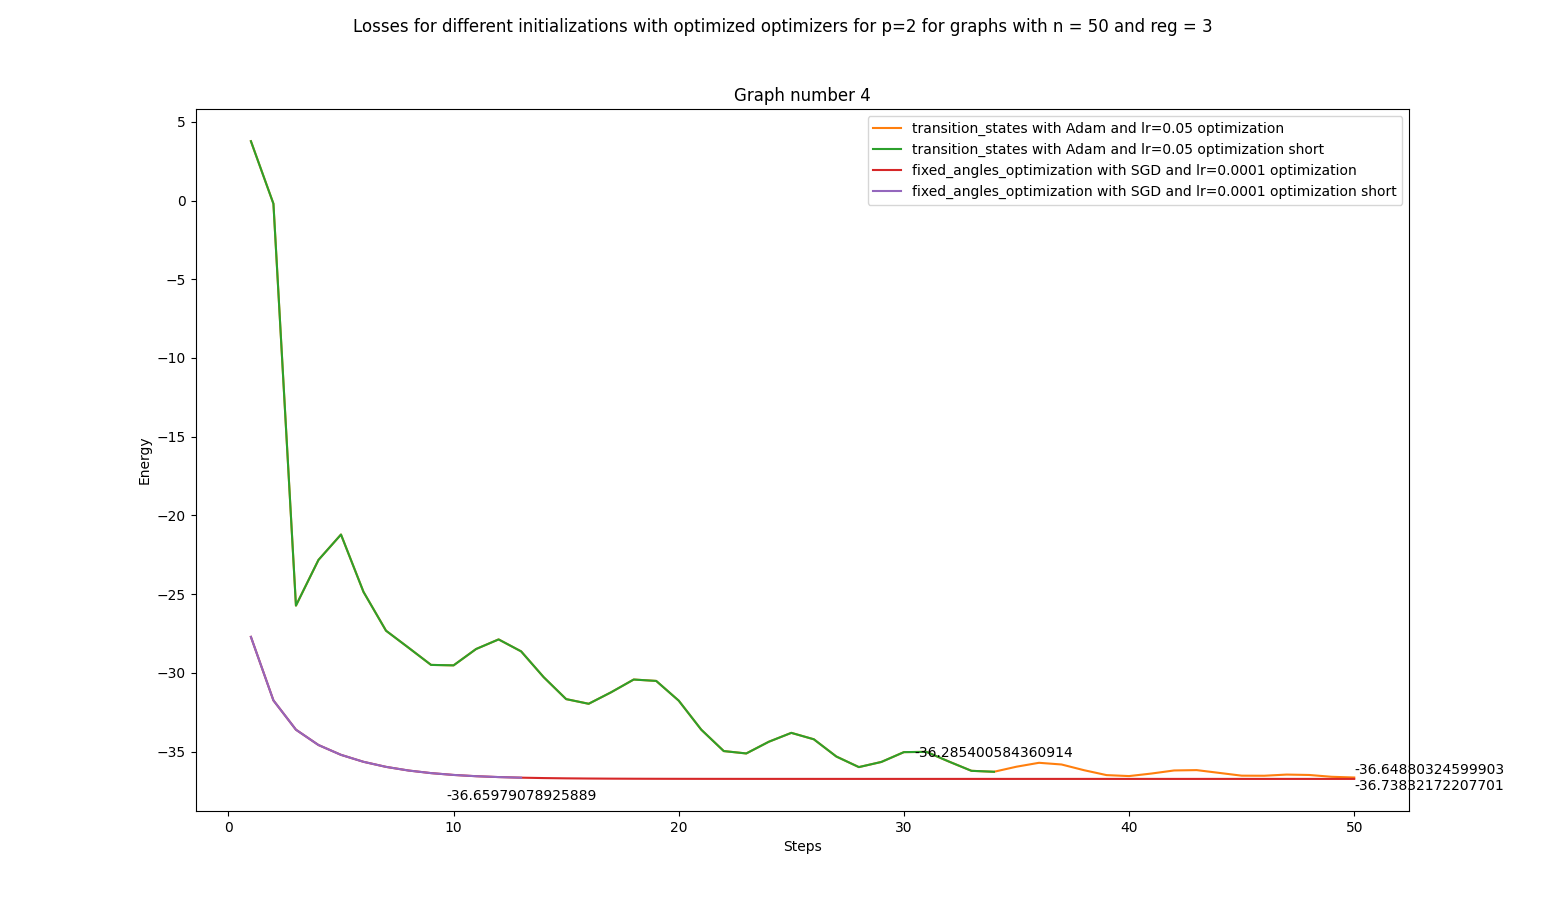 Losses for different initializations with optimized optimizers for p=2 for graphs with n = 50 and reg = 3
Graph number 4
transition_states with Adam and lr=0.05 optimization
transition_states with Adam and lr=0.05 optimization short
fixed_angles_optimization with SGD and lr=0.0001 optimization
fixed_angles_optimization with SGD and lr=0.0001 optimization short
5
0
−5
−10
−15
−20
−25
−30
−35
Energy
-36.285400584360914
-36.64880324599903
-36.73832172207701
-36.65979078925889
0
10
20
30
40
50
Steps